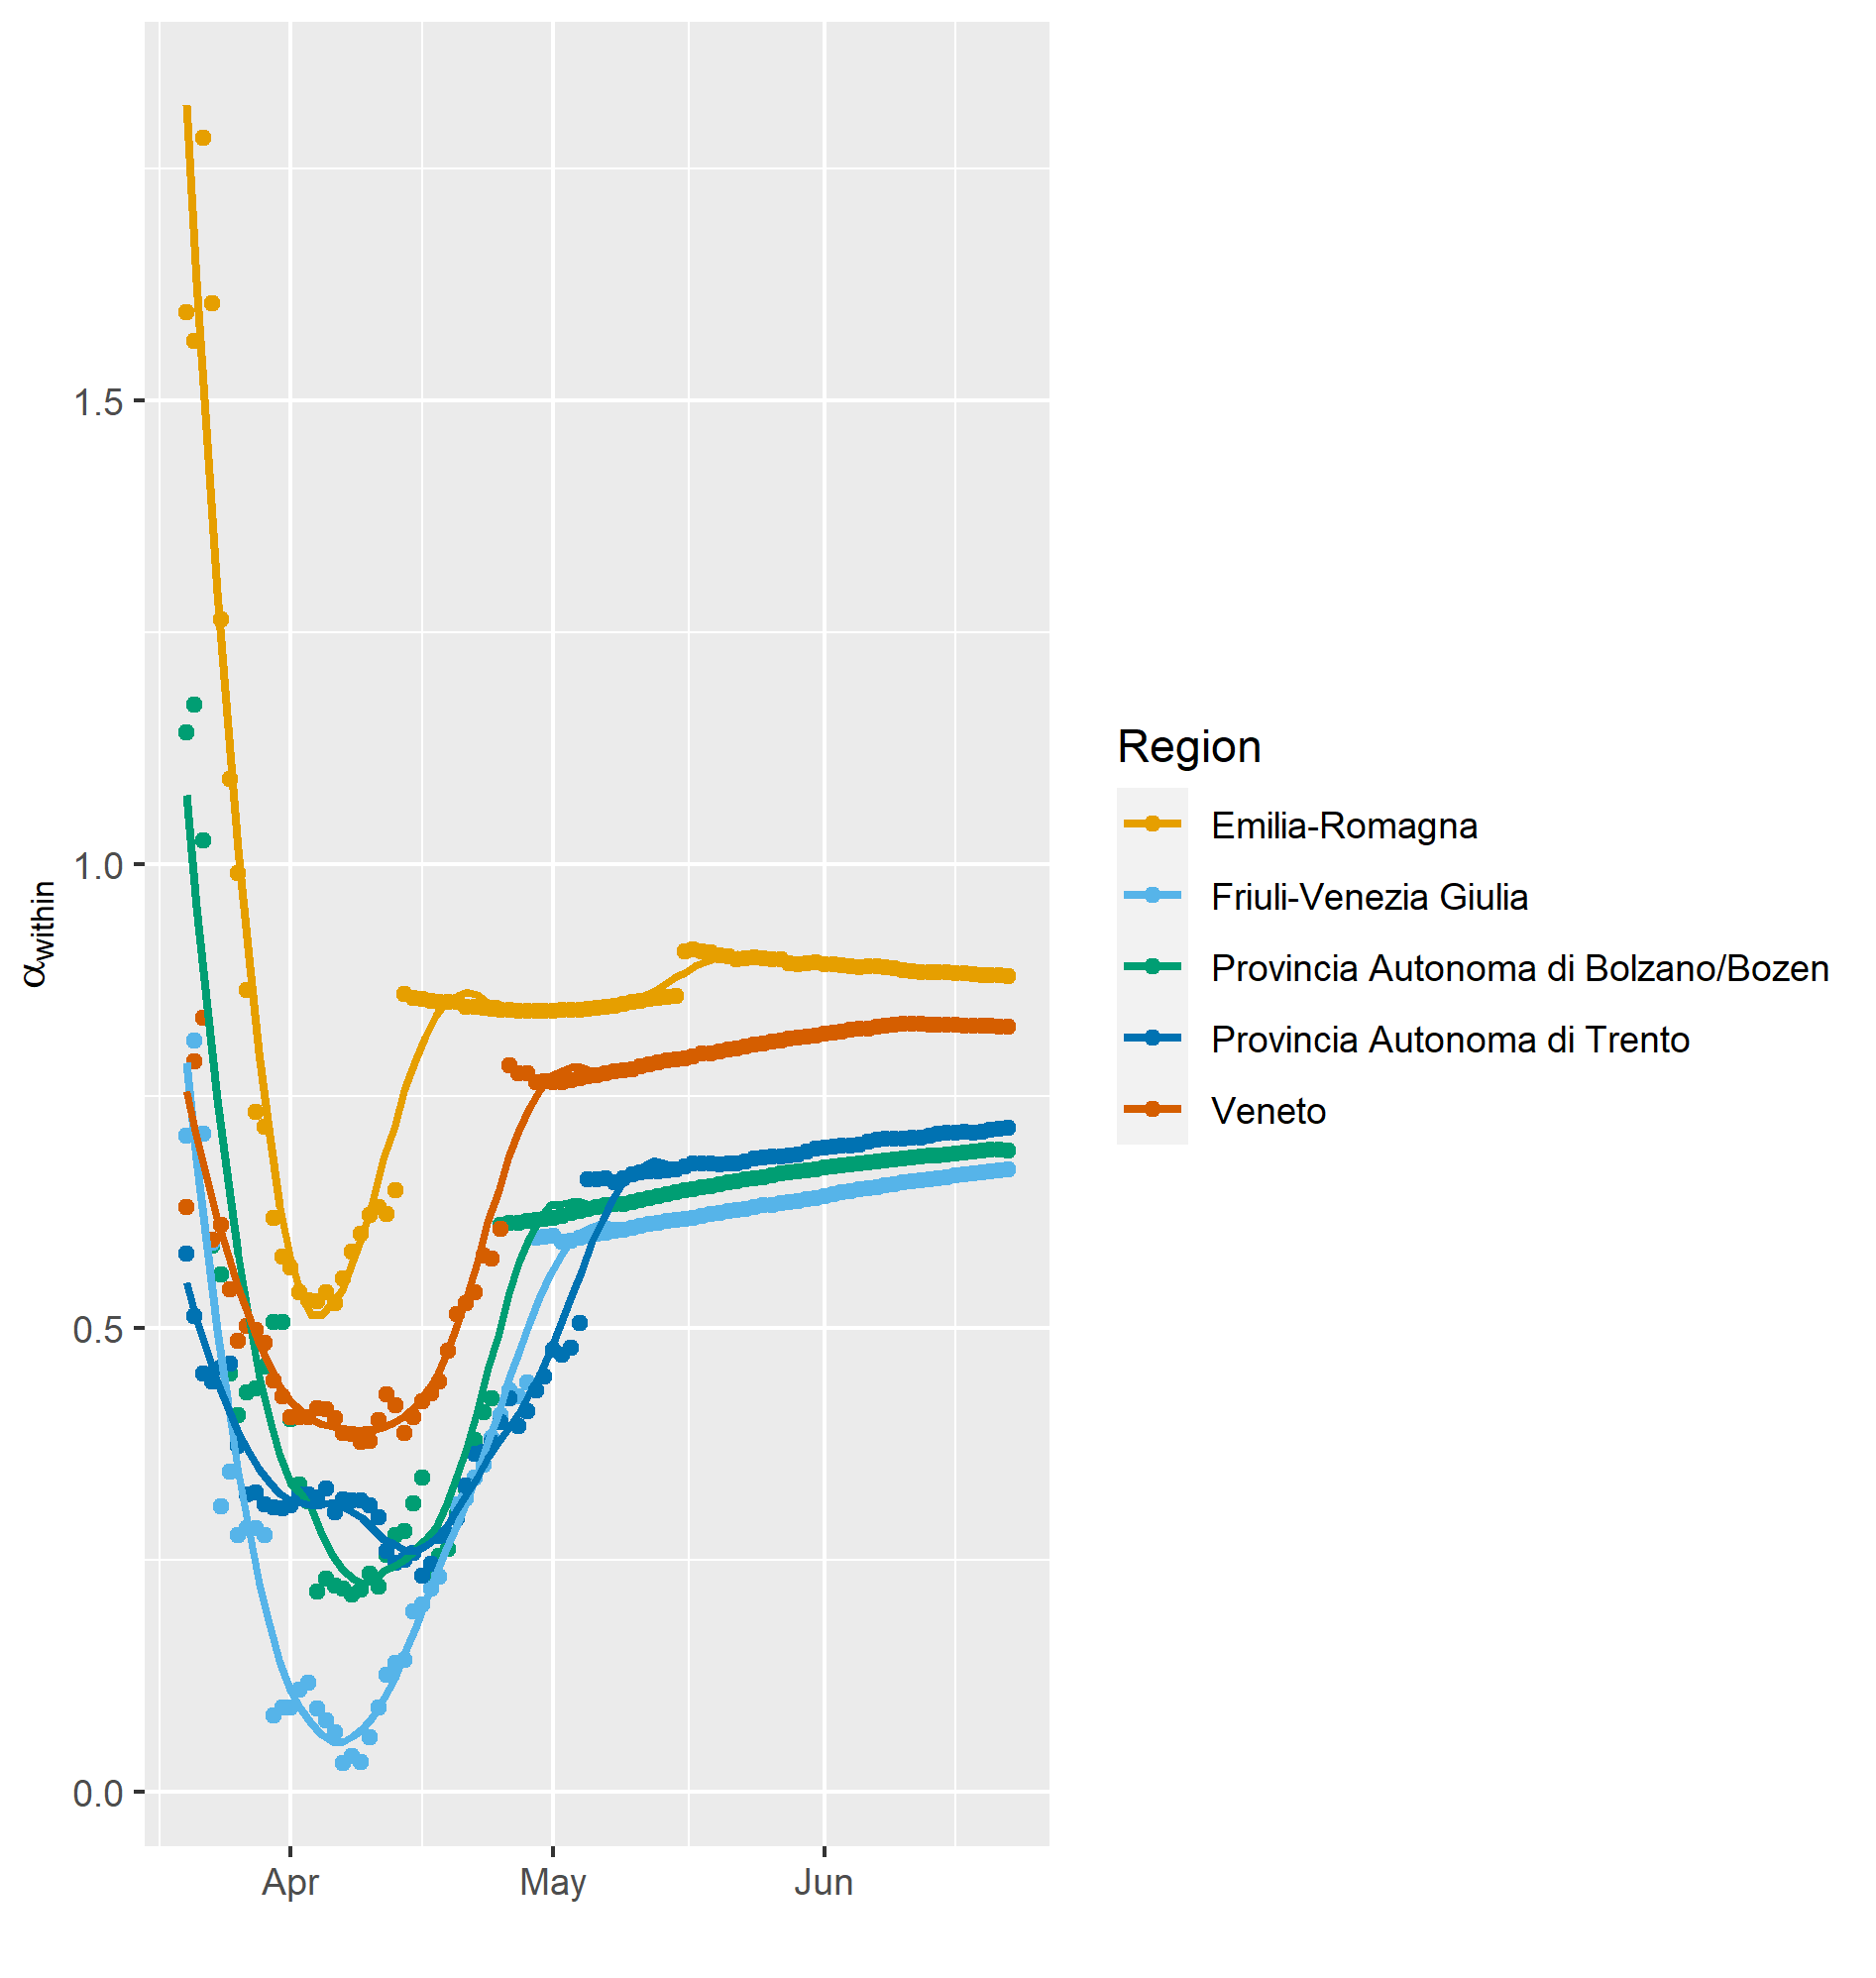 1.5
1.0
0.5
0.0
αwithin
Apr
May
Jun
Region
Emilia-Romagna
Friuli-Venezia Giulia
Provincia Autonoma di Bolzano/Bozen
Provincia Autonoma di Trento
Veneto